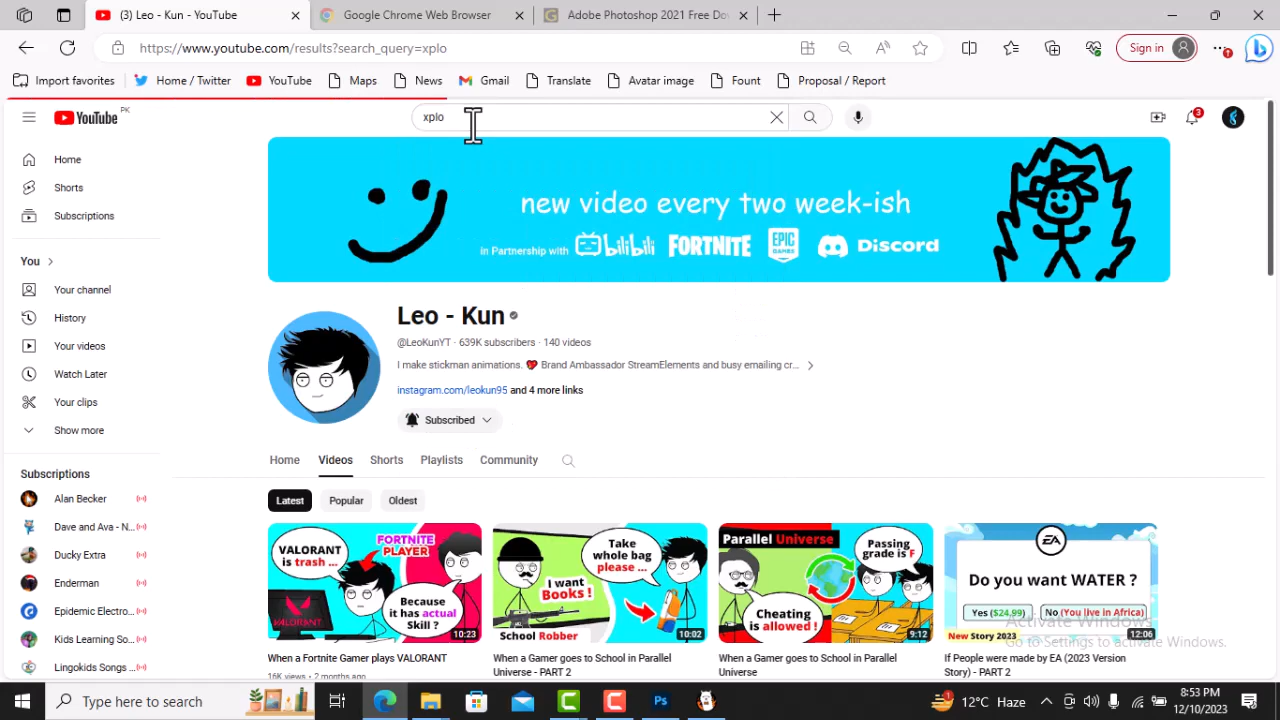 (3) Leo - Kun - YouTube
Google Chrome Web Browser
Adobe Photoshop 2021 Free Dov
https://www.youtube.com/results?search_query=xplo
Sign in
Import favorites
Home / Twitter
YouTube
Maps
News
Gmail
Translate
Avatar image
Fount
Proposal / Report
YouTube PK
xplo
3
Home
Shorts
Subscriptions
You
Your channel
History
Your videos
Watch Later
Your clips
Show more
Subscriptions
Alan Becker
Dave and Ava - N...
Ducky Extra
Enderman
Epidemic Electro...
Kids Learning So...
Lingokids Songs ...
new video every two week-ish
in Partnership with bilibili FORTNITE EPIC GAMES Discord
Leo - Kun
@LeoKunYT · 639K subscribers · 140 videos
I make stickman animations. 💖 Brand Ambassador StreamElements and busy emailing cr...
instagram.com/leokun95 and 4 more links
Subscribed
Home
Videos
Shorts
Playlists
Community
Latest
Popular
Oldest
VALORANT is trash ...
FORTNITE PLAYER
Because it has actual Skill ?
VALORANT
10:23
When a Fortnite Gamer plays VALORANT
16K views · 2 months ago
Take whole bag please ...
I want Books !
School Robber
10:02
When a Gamer goes to School in Parallel Universe - PART 2
Parallel Universe
Passing grade is F
Cheating is allowed !
9:12
When a Gamer goes to School in Parallel Universe
EA
Do you want WATER ?
Yes ($24.99)
No (You live in Africa)
New Story 2023
12:06
If People were made by EA (2023 Version Story) - PART 2
Activate Windows
Go to Settings to activate Windows.
Type here to search
Ps
1
12°C Haze
8:53 PM
12/10/2023